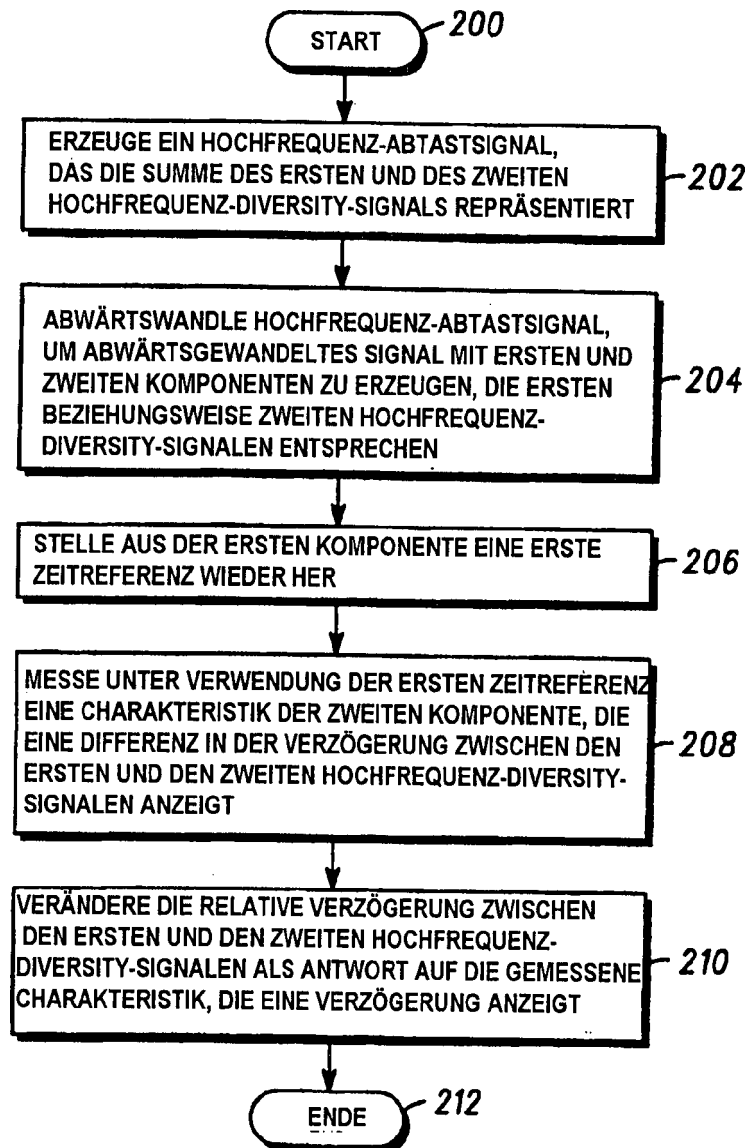 START
200
ERZEUGE EIN HOCHFREQUENZ-ABTASTSIGNAL,
DAS DIE SUMME DES ERSTEN UND DES ZWEITEN
HOCHFREQUENZ-DIVERSITY-SIGNALS REPRÄSENTIERT
202
ABWÄRTSWANDLE HOCHFREQUENZ-ABTASTSIGNAL,
UM ABWÄRTSGEWANDELTES SIGNAL MIT ERSTEN UND
ZWEITEN KOMPONENTEN ZU ERZEUGEN, DIE ERSTEN
BEZIEHUNGSWEISE ZWEITEN HOCHFREQUENZ-
DIVERSITY-SIGNALEN ENTSPRECHEN
204
STELLE AUS DER ERSTEN KOMPONENTE EINE ERSTE
ZEITREFERENZ WIEDER HER
206
MESSE UNTER VERWENDUNG DER ERSTEN ZEITREFERENZ
EINE CHARAKTERISTIK DER ZWEITEN KOMPONENTE, DIE
EINE DIFFERENZ IN DER VERZÖGERUNG ZWISCHEN DEN
ERSTEN UND DEN ZWEITEN HOCHFREQUENZ-DIVERSITY-
SIGNALEN ANZEIGT
208
VERÄNDERE DIE RELATIVE VERZÖGERUNG ZWISCHEN
DEN ERSTEN UND DEN ZWEITEN HOCHFREQUENZ-
DIVERSITY-SIGNALEN ALS ANTWORT AUF DIE GEMESSENE
CHARAKTERISTIK, DIE EINE VERZÖGERUNG ANZEIGT
210
ENDE
212